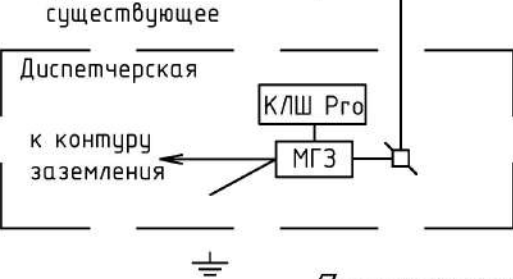 существующее
Диспетчерская
КЛШ Pro
к контуру
МГЗ
заземления